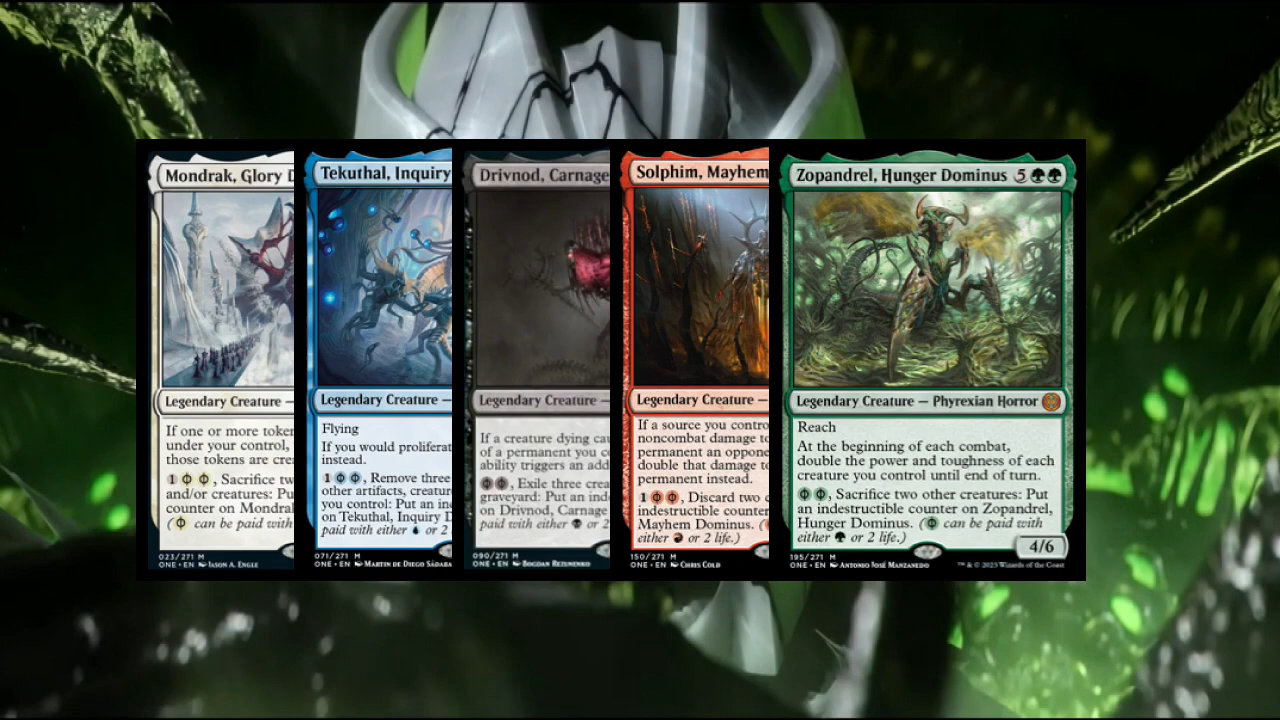 Mondrak, Glory D
Legendary Creature —
If one or more token
under your control,
those tokens are crea
1 , Sacrifice tw
and/or creatures: Pu
counter on Mondral
( can be paid with
023/271 M
ONE • EN JASON A. ENGLE
Tekuthal, Inquiry
Legendary Creature —
Flying
If you would proliferat
instead.
1 , Remove three
other artifacts, creatur
you control: Put an in
on Tekuthal, Inquiry D
paid with either or 2
071/271 M
ONE • EN MARTIN DE DIEGO SÁDABA
Drivnod, Carnage
Legendary Creature —
If a creature dying cau
of a permanent you c
ability triggers an add
, Exile three crea
graveyard: Put an ind
on Drivnod, Carnage
paid with either or 2
090/271 M
ONE • EN BOGDAN REZUNENKO
Solphim, Mayhem
Legendary Creature —
If a source you contro
noncombat damage to
permanent an oppone
double that damage to
permanent instead.
1 , Discard two c
indestructible counter
Mayhem Dominus. (
either or 2 life.)
150/271 M
ONE • EN CHRIS COLD
Zopandrel, Hunger Dominus 5
Legendary Creature — Phyrexian Horror
Reach
At the beginning of each combat,
double the power and toughness of each
creature you control until end of turn.
, Sacrifice two other creatures: Put
an indestructible counter on Zopandrel,
Hunger Dominus. ( can be paid with
either or 2 life.)
4/6
195/271 M
ONE • EN ANTONIO JOSÉ MANZANEDO ™ & © 2023 Wizards of the Coast